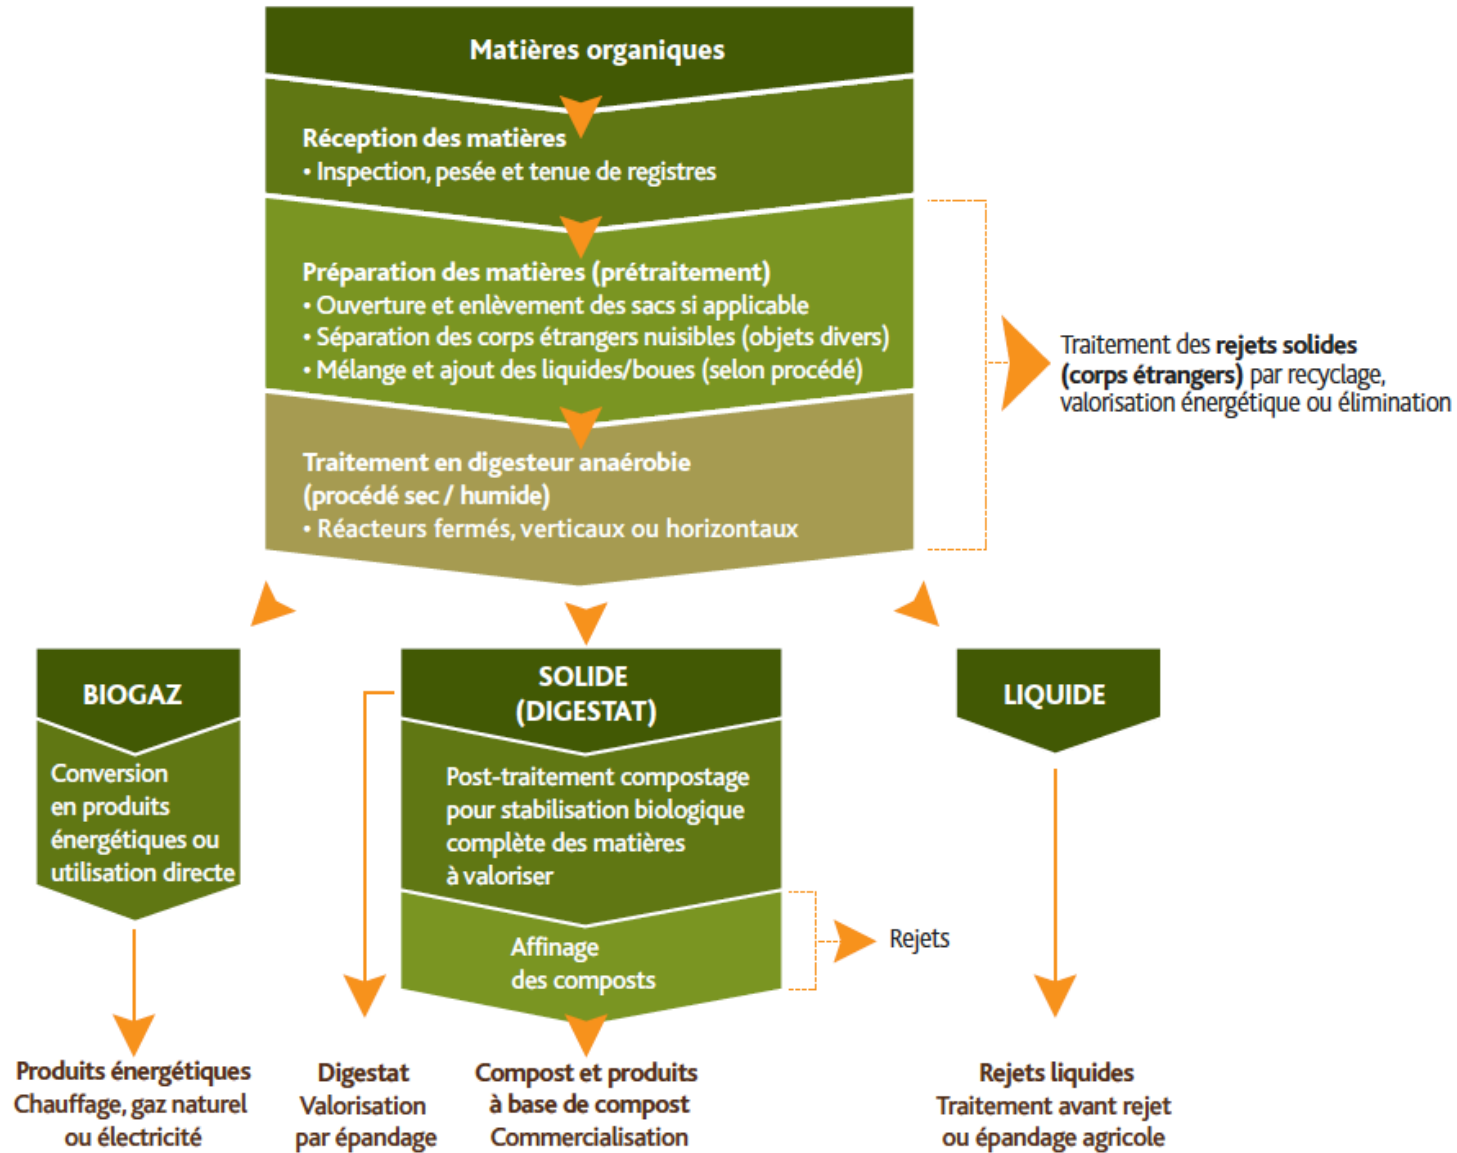 Matières organiques
Réception des matières
• Inspection, pesée et tenue de registres
Préparation des matières (prétraitement)
• Ouverture et enlèvement des sacs si applicable
• Séparation des corps étrangers nuisibles (objets divers)
• Mélange et ajout des liquides/boues (selon procédé)
Traitement des rejets solides
(corps étrangers) par recyclage,
valorisation énergétique ou élimination
Traitement en digesteur anaérobie
(procédé sec / humide)
• Réacteurs fermés, verticaux ou horizontaux
BIOGAZ
Conversion
en produits
énergétiques ou
utilisation directe
SOLIDE
(DIGESTAT)
Post-traitement compostage
pour stabilisation biologique
complète des matières
à valoriser
Affinage
des composts
Rejets
LIQUIDE
Produits énergétiques
Chauffage, gaz naturel
ou électricité
Digestat
Valorisation
par épandage
Compost et produits
à base de compost
Commercialisation
Rejets liquides
Traitement avant rejet
ou épandage agricole